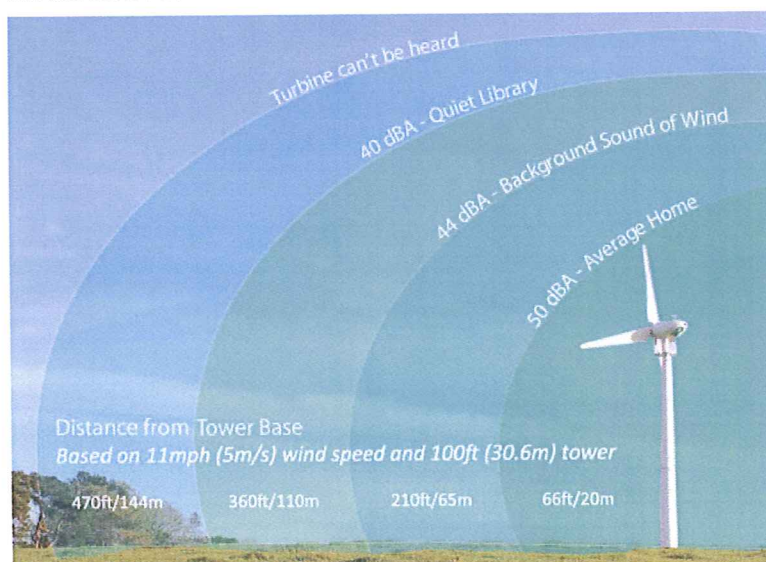 Turbine can't be heard
40 dBA - Quiet Library
44 dBA - Background Sound of Wind
50 dBA - Average Home
Distance from Tower Base
Based on 11mph (5m/s) wind speed and 100ft (30.6m) tower
470ft/144m 360ft/110m 210ft/65m 66ft/20m